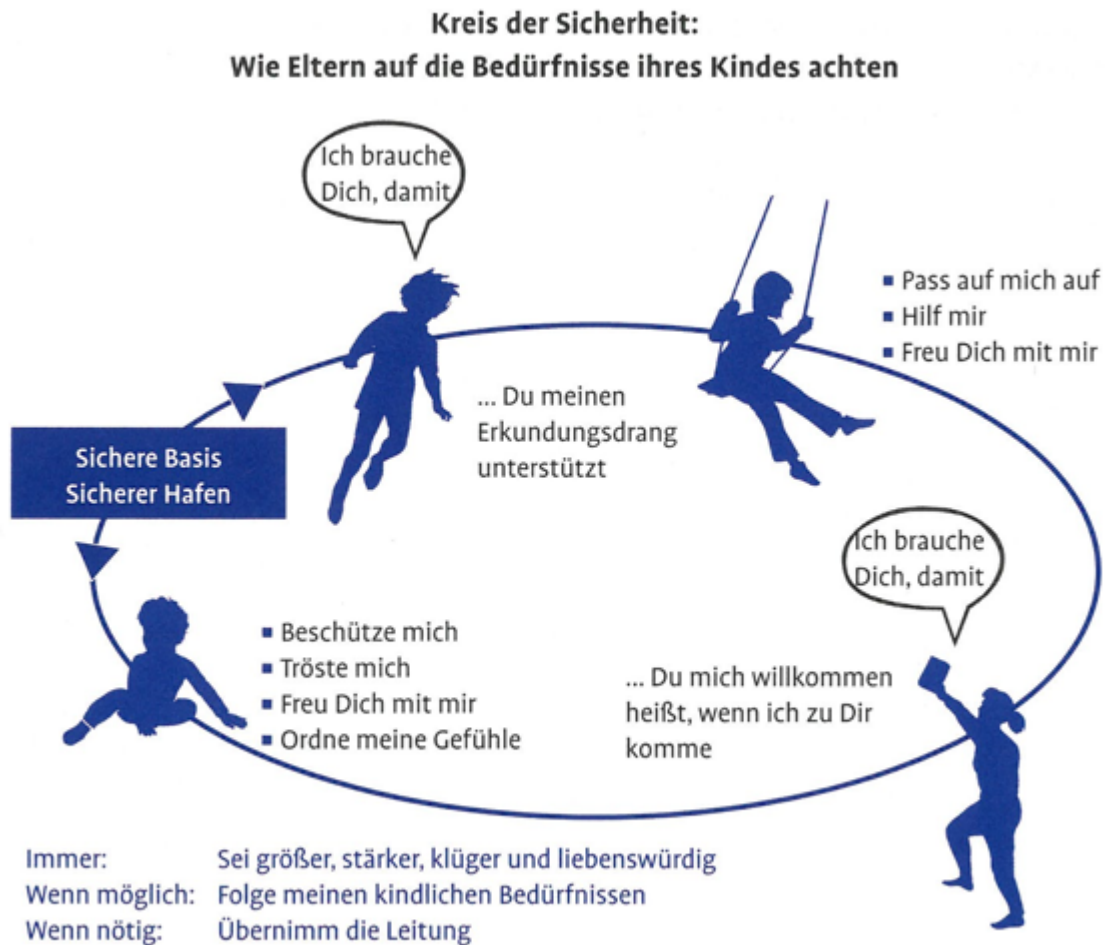 Kreis der Sicherheit:
Wie Eltern auf die Bedürfnisse ihres Kindes achten
Ich brauche
Dich, damit
... Du meinen
Erkundungsdrang
unterstützt
▪ Pass auf mich auf
▪ Hilf mir
▪ Freu Dich mit mir
Sichere Basis
Sicherer Hafen
Ich brauche
Dich, damit
... Du mich willkommen
heißt, wenn ich zu Dir
komme
▪ Beschütze mich
▪ Tröste mich
▪ Freu Dich mit mir
▪ Ordne meine Gefühle
Immer: Sei größer, stärker, klüger und liebenswürdig
Wenn möglich: Folge meinen kindlichen Bedürfnissen
Wenn nötig: Übernimm die Leitung